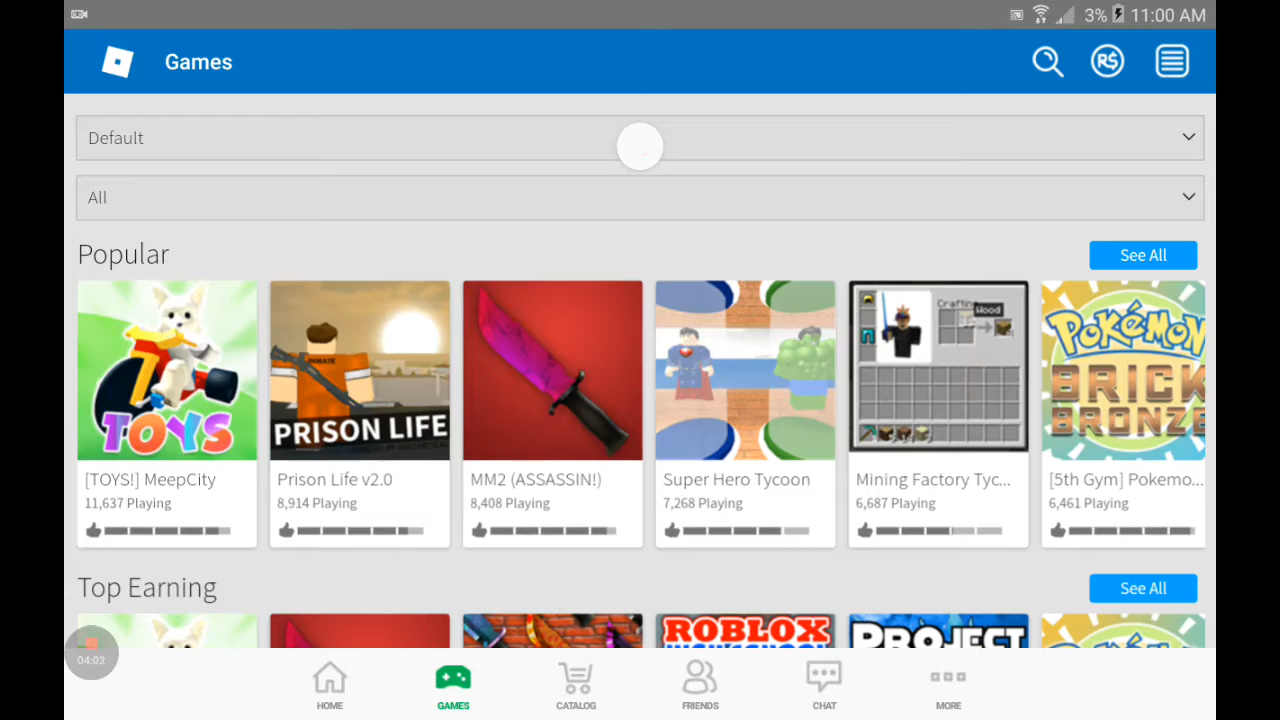 3% 11:00 AM
Games
R$
Default
All
Popular
See All
TOYS
INMATE
PRISON LIFE
Crafting
Wood
POKéMON
BRICK
BRONZE
[TOYS!] MeepCity
Prison Life v2.0
MM2 (ASSASSIN!)
Super Hero Tycoon
Mining Factory Tyc...
[5th Gym] Pokemo...
11,637 Playing
8,914 Playing
8,408 Playing
7,268 Playing
6,687 Playing
6,461 Playing
Top Earning
See All
ROBLOX
PROJECT
04:03
HOME
GAMES
CATALOG
FRIENDS
CHAT
MORE